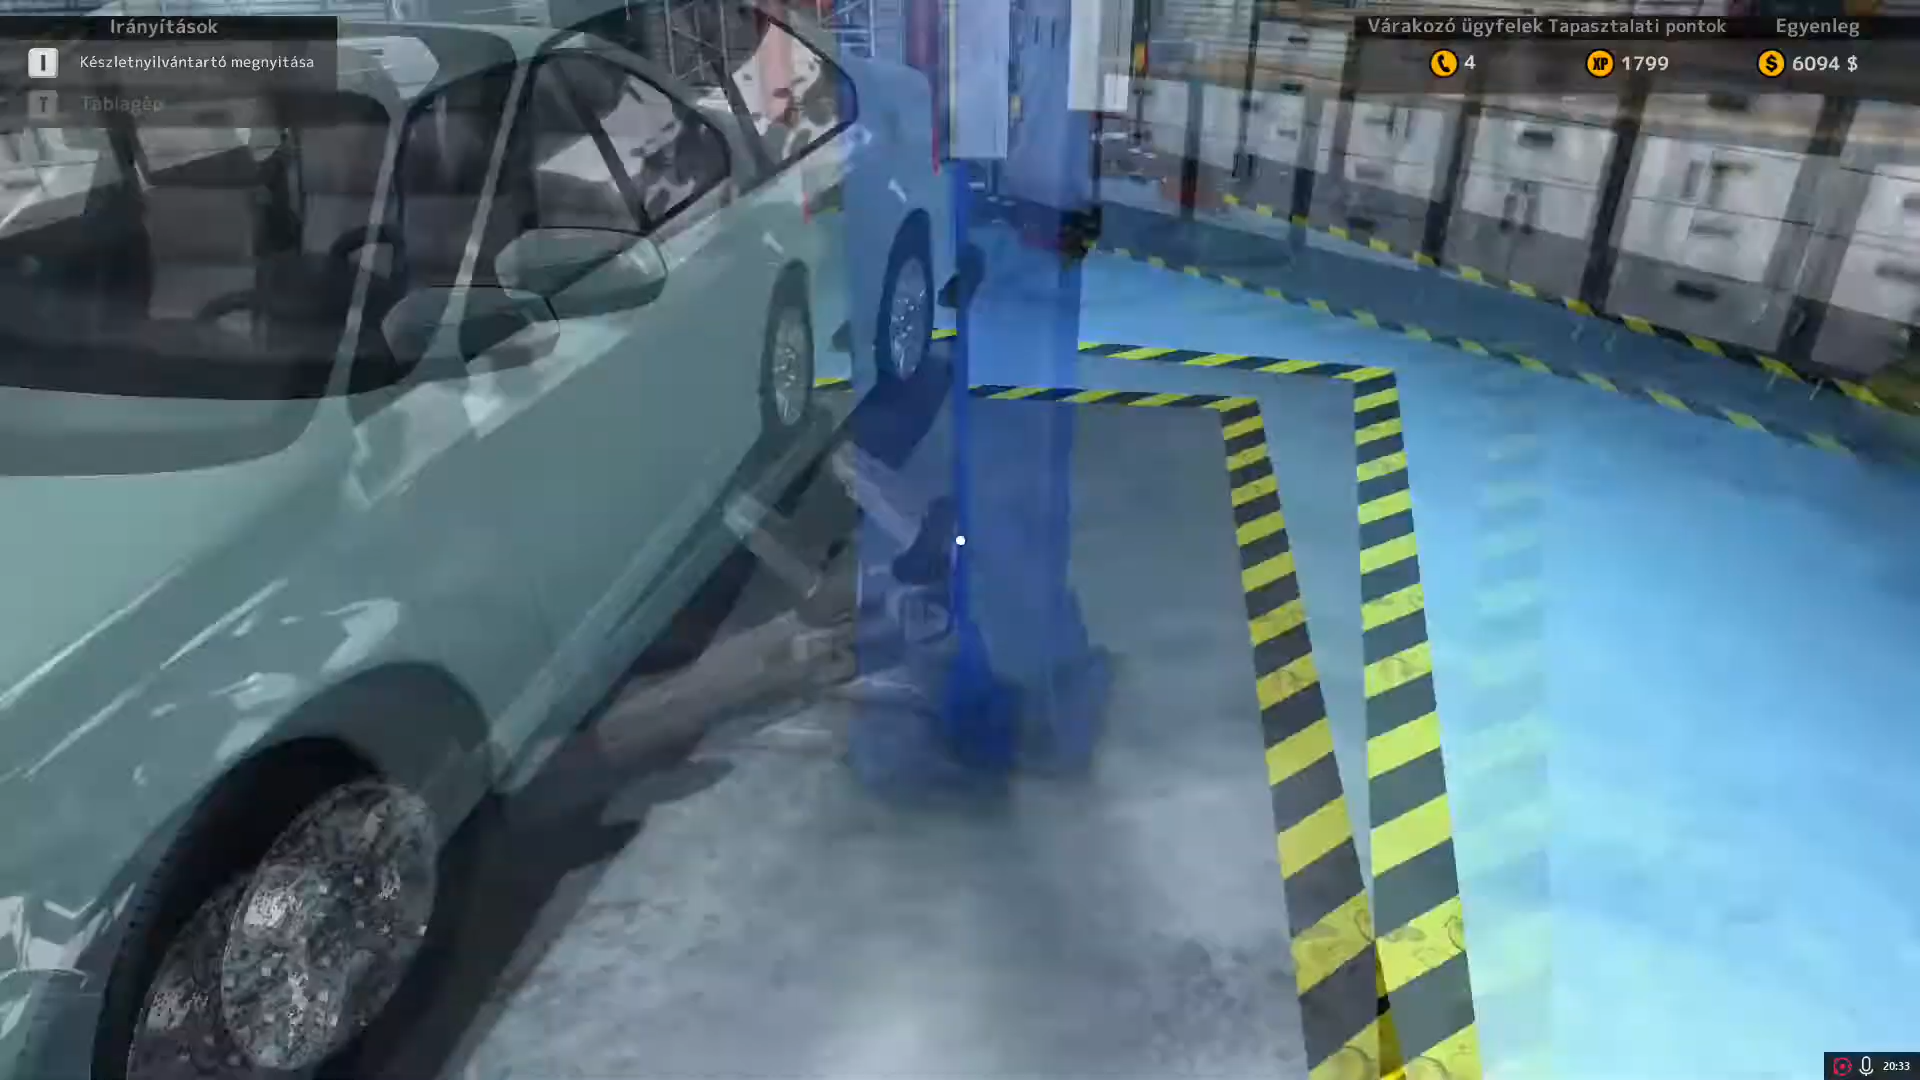 Irányítások
I Készletnyilvántartó megnyitása
T Táblagép
Várakozó ügyfelek Tapasztalati pontok Egyenleg
4 XP 1799 $ 6094 $
20:33